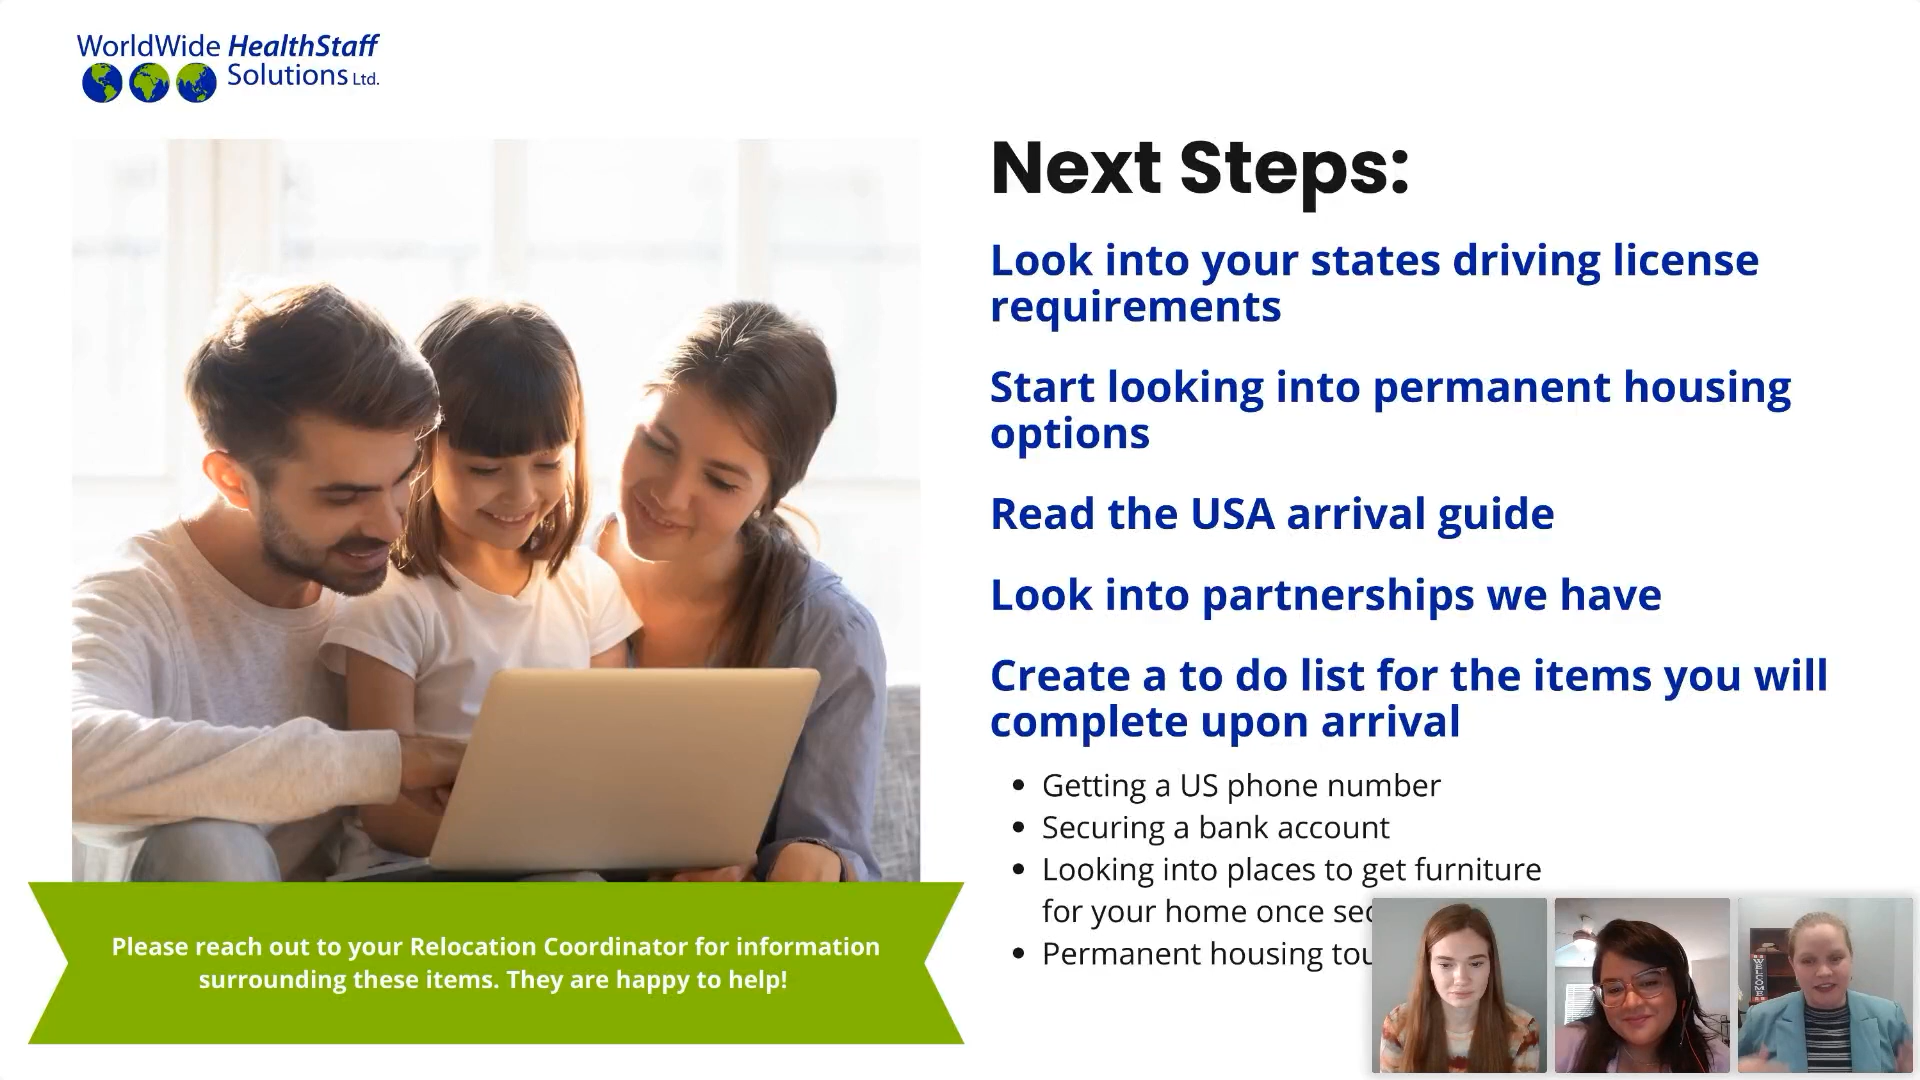 WorldWide HealthStaff
Solutions Ltd.
Next Steps:
Look into your states driving license
requirements
Start looking into permanent housing
options
Read the USA arrival guide
Look into partnerships we have
Create a to do list for the items you will
complete upon arrival
• Getting a US phone number
• Securing a bank account
• Looking into places to get furniture
for your home once
• Permanent housing
Please reach out to your Relocation Coordinator for information
surrounding these items. They are happy to help!
WELCOME